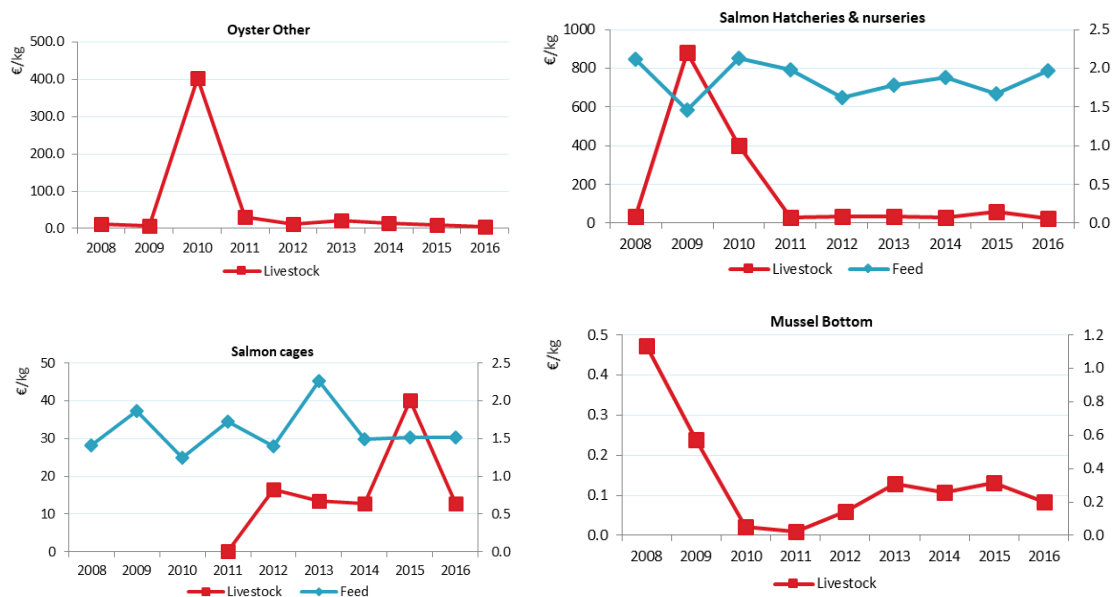 Oyster Other
€/kg
500.0
400.0
300.0
200.0
100.0
0.0
2008 2009 2010 2011 2012 2013 2014 2015 2016
Livestock
Salmon Hatcheries & nurseries
€/kg
1000
800
600
400
200
0
2.5
2.0
1.5
1.0
0.5
0.0
2008 2009 2010 2011 2012 2013 2014 2015 2016
Livestock Feed
Salmon cages
€/kg
50
40
30
20
10
0
2.5
2.0
1.5
1.0
0.5
0.0
2008 2009 2010 2011 2012 2013 2014 2015 2016
Livestock Feed
Mussel Bottom
€/kg
0.5
0.4
0.3
0.2
0.1
0.0
1.2
1.0
0.8
0.6
0.4
0.2
0.0
2008 2009 2010 2011 2012 2013 2014 2015 2016
Livestock